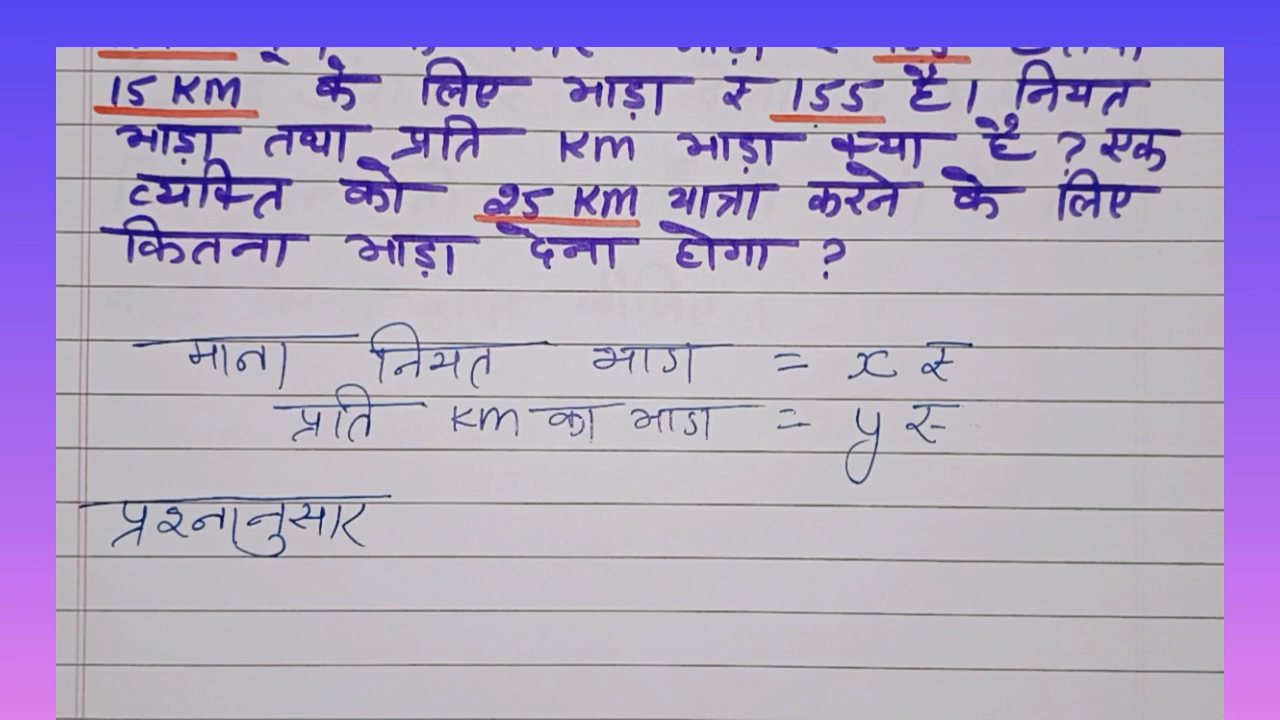 15 KM के लिए भाड़ा ₹ 155 है। नियत
भाड़ा तथा प्रति KM भाड़ा क्या है ? एक
व्यक्ति को 25 KM यात्रा करने के लिए
कितना भाड़ा देना होगा ?
माना नियत भाग = x ₹
प्रति KM का भाडा = y ₹
प्रश्नानुसार